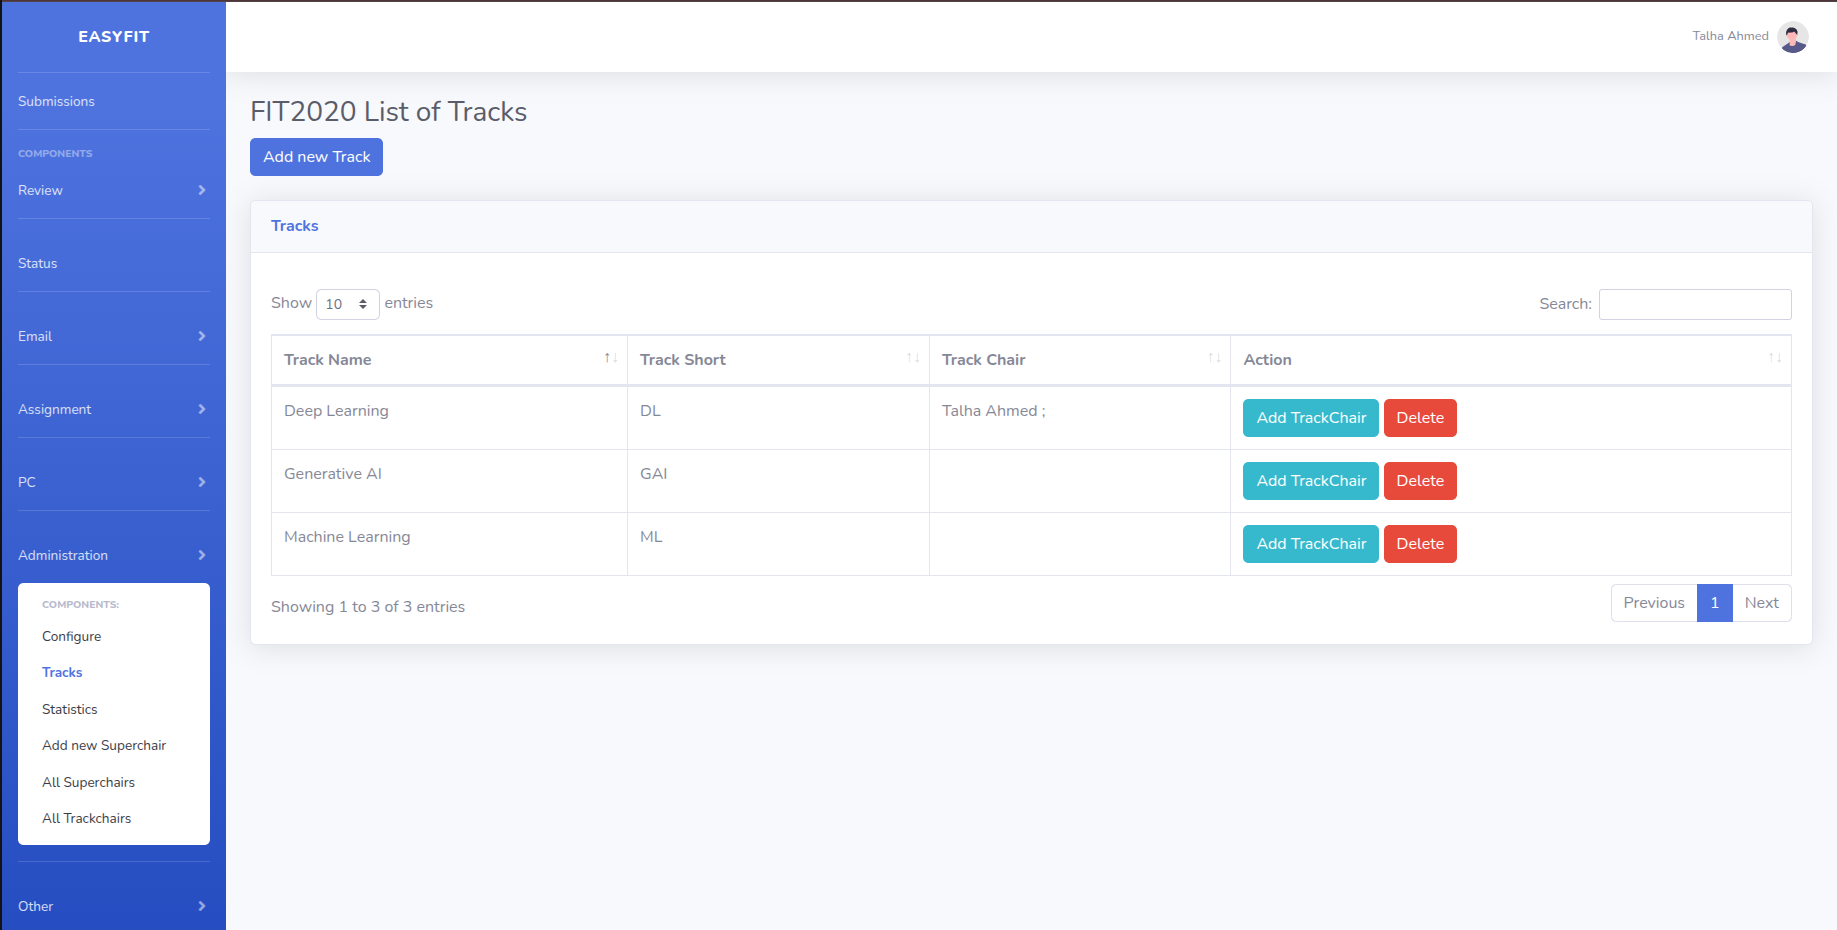 EASYFIT
Submissions
COMPONENTS
Review
Status
Email
Assignment
PC
Administration
COMPONENTS:
Configure
Tracks
Statistics
Add new Superchair
All Superchairs
All Trackchairs
Other
Talha Ahmed
FIT2020 List of Tracks
Add new Track
Tracks
Show 10 entries
Search:
Track Name Track Short Track Chair Action
Deep Learning DL Talha Ahmed ; Add TrackChair Delete
Generative AI GAI Add TrackChair Delete
Machine Learning ML Add TrackChair Delete
Showing 1 to 3 of 3 entries
Previous 1 Next